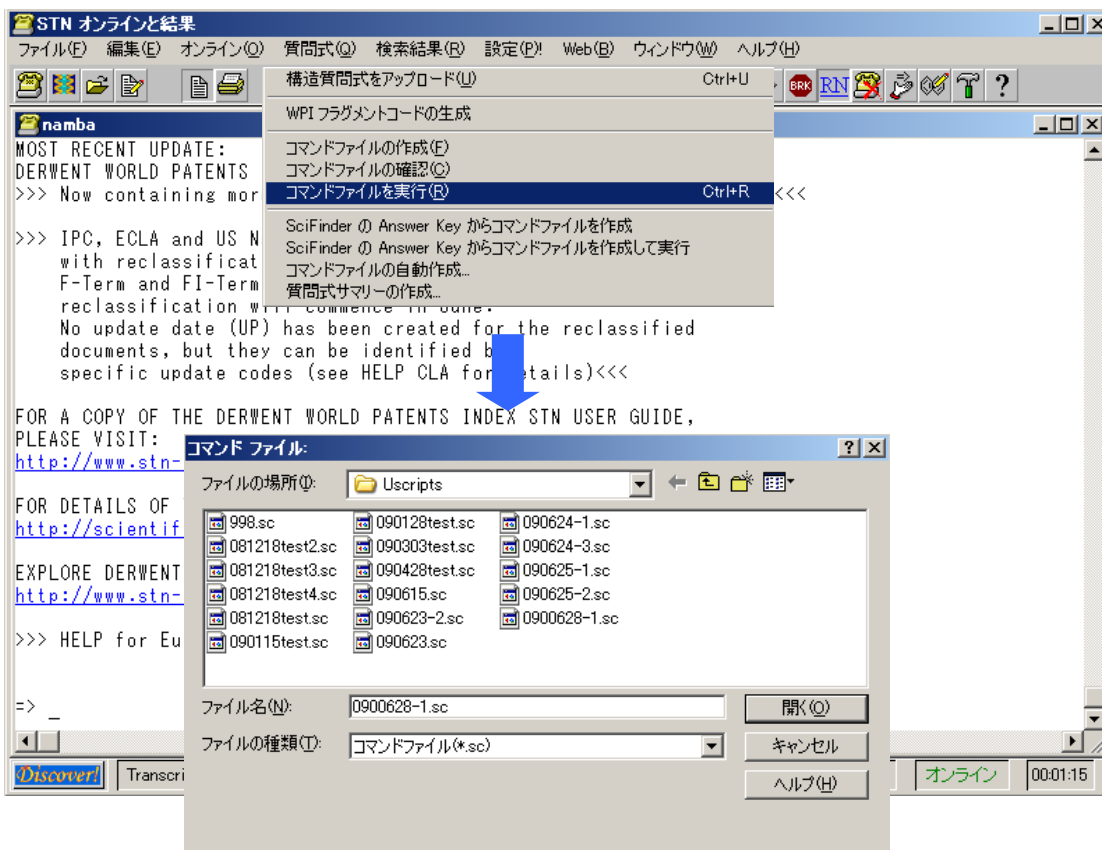 STN オンラインと結果
ファイル(F) 編集(E) オンライン(O) 質問式(Q) 検索結果(R) 設定(P)! Web(B) ウィンドウ(W) ヘルプ(H)
BRK RN
構造質問式をアップロード(U) Ctrl+U
WPI フラグメントコードの生成
コマンドファイルの作成(F)
コマンドファイルの確認(C)
コマンドファイルを実行(R) Ctrl+R
SciFinder の Answer Key からコマンドファイルを作成
SciFinder の Answer Key からコマンドファイルを作成して実行
コマンドファイルの自動作成...
質問式サマリーの作成...
namba
MOST RECENT UPDATE:
DERWENT WORLD PATENTS
>>> Now containing mor <<<
>>> IPC, ECLA and US N
with reclassificat
F-Term and FI-Term
reclassification will commence in June.
No update date (UP) has been created for the reclassified
documents, but they can be identified b
specific update codes (see HELP CLA for details)<<<
FOR A COPY OF THE DERWENT WORLD PATENTS INDEX STN USER GUIDE,
PLEASE VISIT:
http://www.stn-
FOR DETAILS OF
http://scientif
EXPLORE DERWENT
http://www.stn-
>>> HELP for Eu
=> _
コマンド ファイル:
ファイルの場所(I): Uscripts
998.sc 090128test.sc 090624-1.sc
081218test2.sc 090303test.sc 090624-3.sc
081218test3.sc 090428test.sc 090625-1.sc
081218test4.sc 090615.sc 090625-2.sc
081218test.sc 090623-2.sc 0900628-1.sc
090115test.sc 090623.sc
ファイル名(N): 0900628-1.sc 開く(O)
ファイルの種類(T): コマンドファイル(*.sc) キャンセル
ヘルプ(H)
Discover! Transcri オンライン 00:01:15